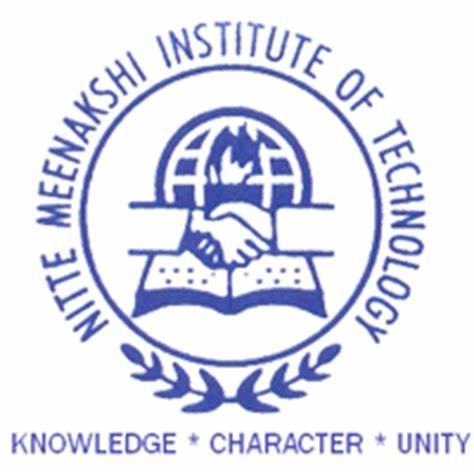 NITTE MEENAKSHI INSTITUTE OF TECHNOLOGY
KNOWLEDGE * CHARACTER * UNITY